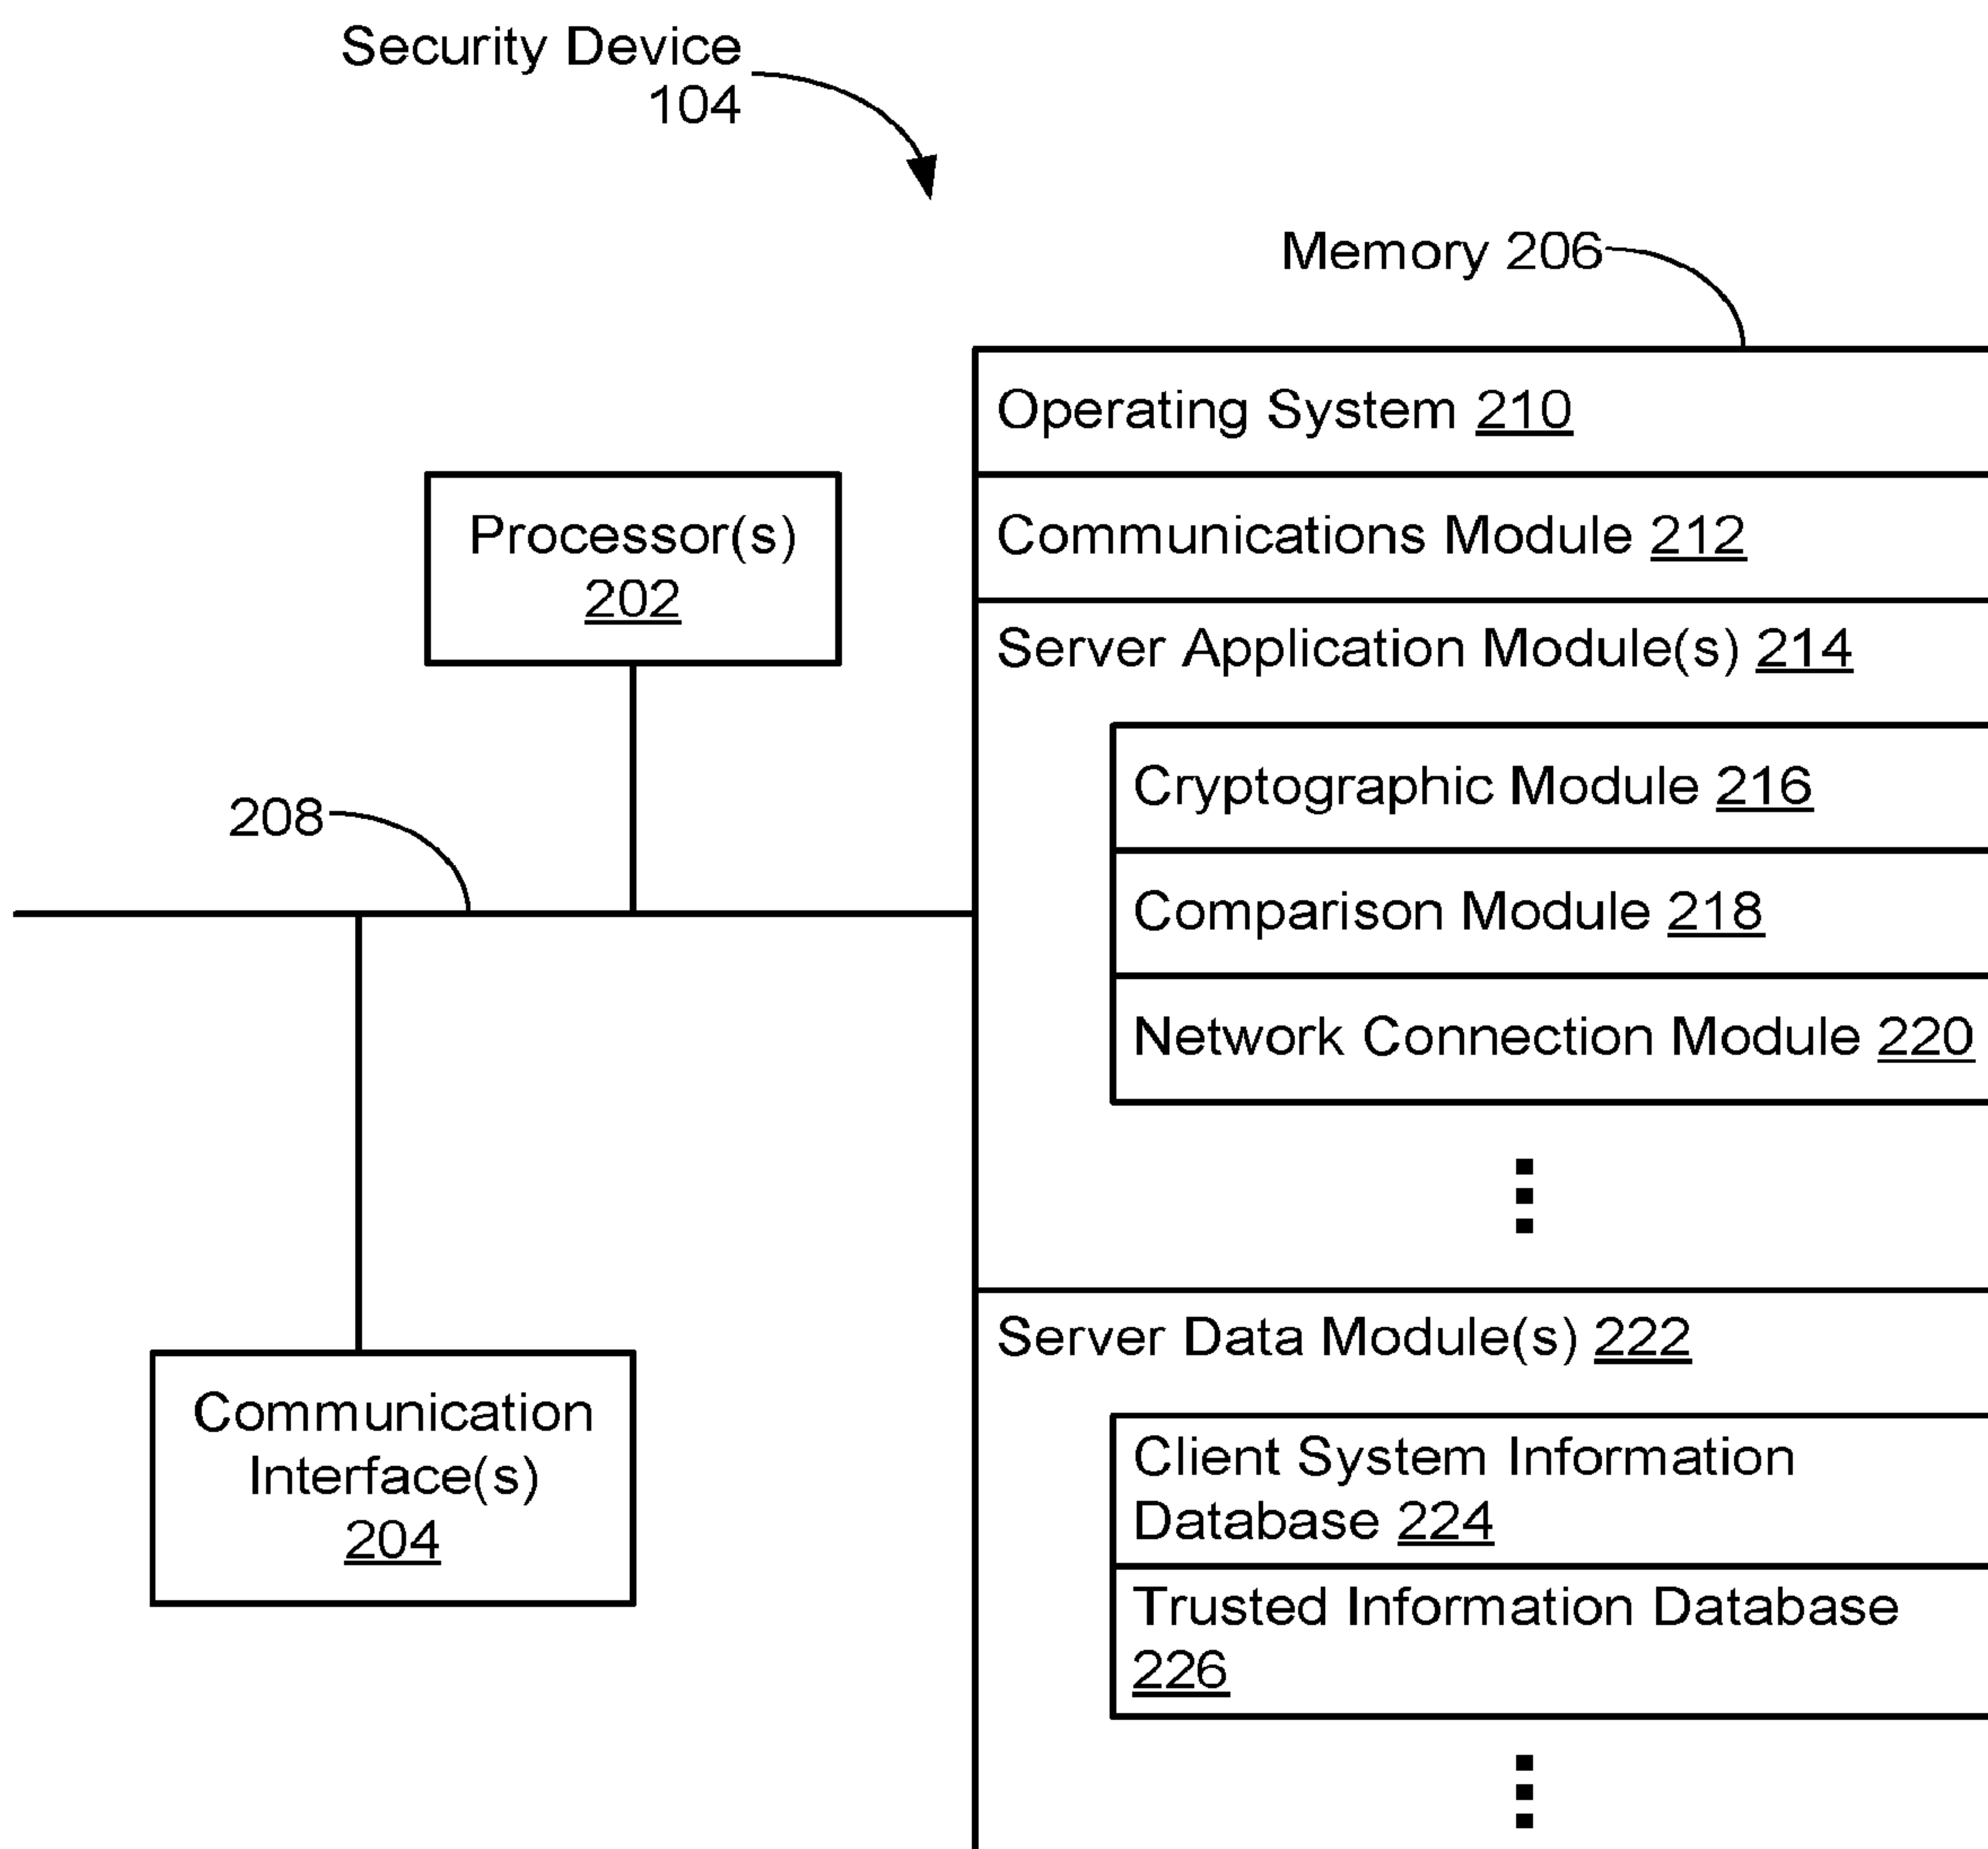 Security Device
104
Memory 206
Operating System 210
Communications Module 212
Processor(s)
202
Server Application Module(s) 214
Cryptographic Module 216
208
Comparison Module 218
Network Connection Module 220
Server Data Module(s) 222
Communication
Interface(s)
204
Client System Information
Database 224
Trusted Information Database
226